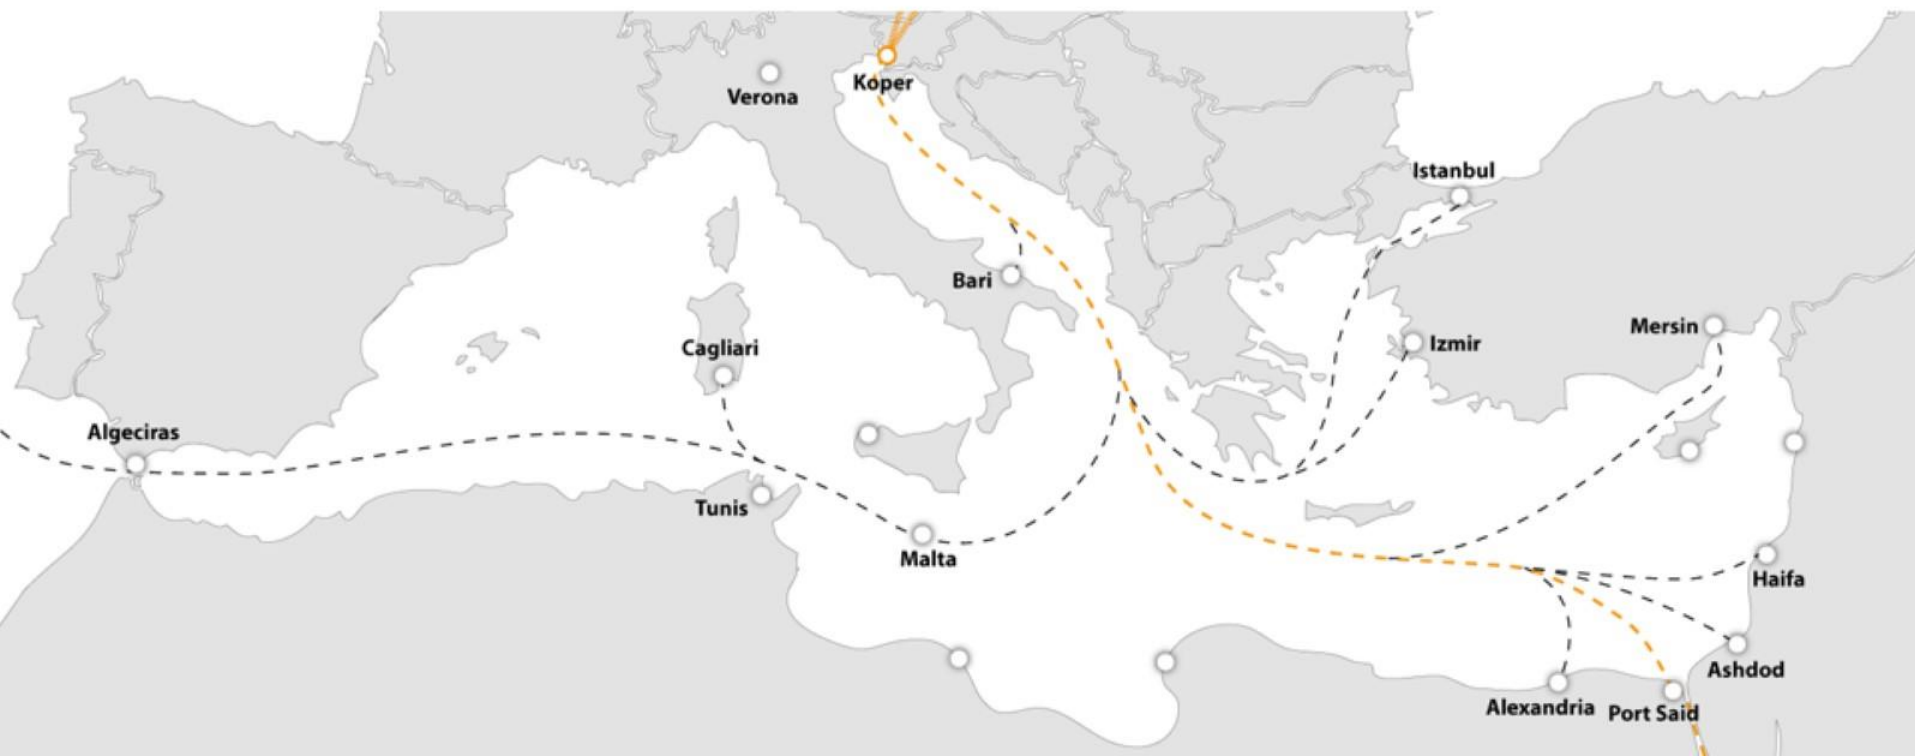 Koper
Verona
Istanbul
Bari
Mersin
Izmir
Cagliari
Algeciras
Tunis
Malta
Haifa
Ashdod
Alexandria
Port Said